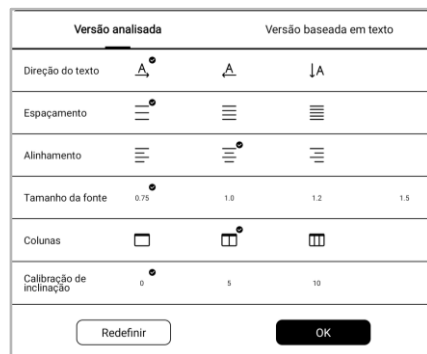 Versão analisada Versão baseada em texto
Direção do texto A A A
Espaçamento
Alinhamento
Tamanho da fonte 0.75 1.0 1.2 1.5
Colunas
Calibração de
inclinação 0 5 10
Redefinir OK